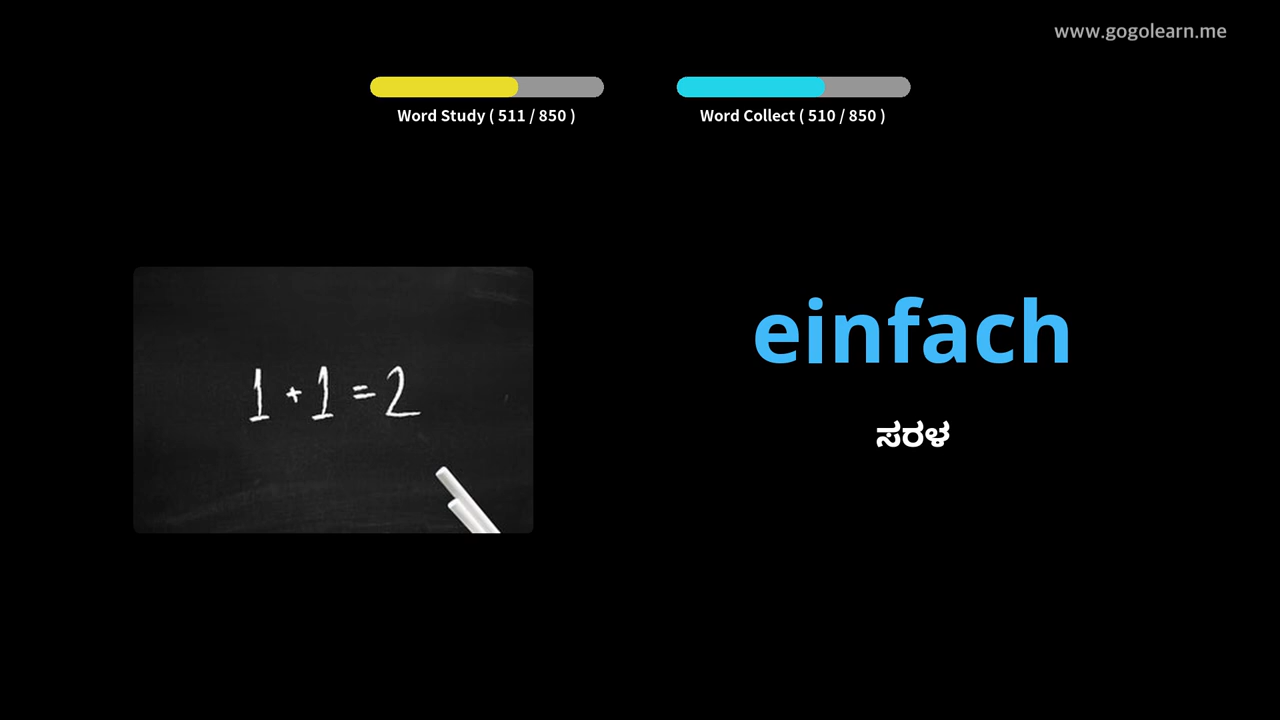 www.gogolearn.me
Word Study ( 511 / 850 )
Word Collect ( 510 / 850 )
1 + 1 = 2
einfach
ಸರಳ